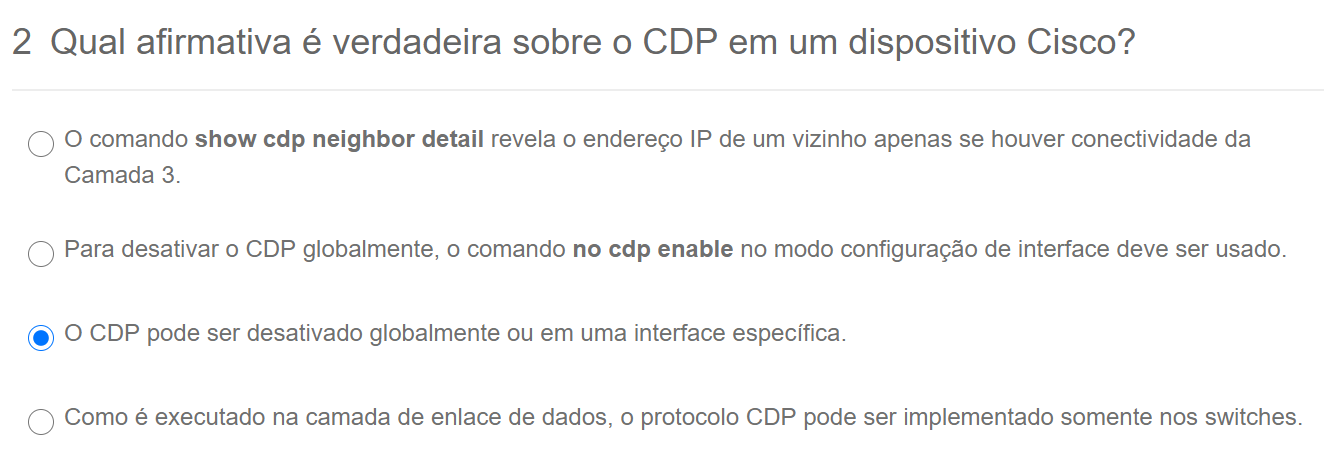 2 Qual afirmativa é verdadeira sobre o CDP em um dispositivo Cisco?
O comando show cdp neighbor detail revela o endereço IP de um vizinho apenas se houver conectividade da
Camada 3.
Para desativar o CDP globalmente, o comando no cdp enable no modo configuração de interface deve ser usado.
O CDP pode ser desativado globalmente ou em uma interface específica.
Como é executado na camada de enlace de dados, o protocolo CDP pode ser implementado somente nos switches.